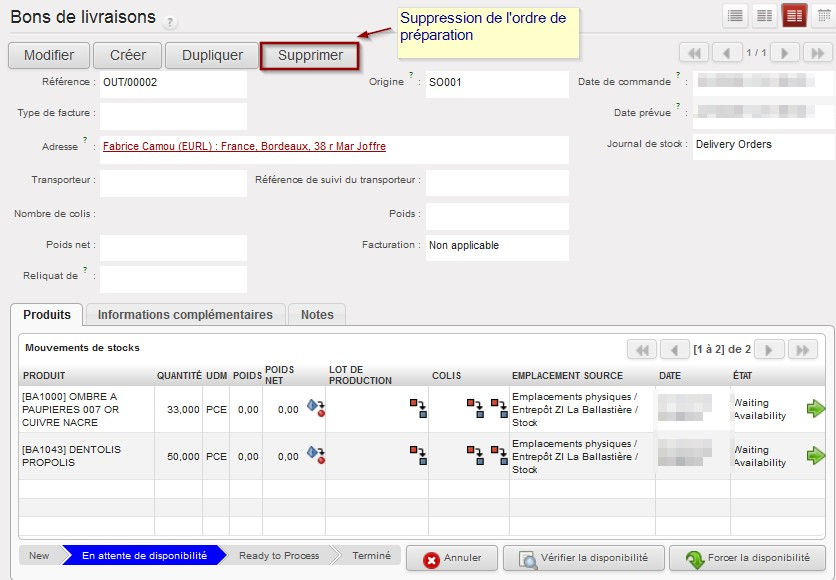 Bons de livraisons ?
Suppression de l'ordre de
préparation
Modifier Créer Dupliquer Supprimer
1 / 1
Référence : OUT/00002 Origine ? : SO001 Date de commande ? :
Type de facture : Date prévue ? :
Adresse ? : Fabrice Camou (EURL) : France, Bordeaux, 38 r Mar Joffre Journal de stock : Delivery Orders
Transporteur : Référence de suivi du transporteur :
Nombre de colis : Poids :
Poids net : Facturation : Non applicable
Reliquat de ? :
Produits Informations complémentaires Notes
Mouvements de stocks [1 à 2] de 2
PRODUIT QUANTITÉ UDM POIDS POIDS NET LOT DE PRODUCTION COLIS EMPLACEMENT SOURCE DATE ÉTAT
[BA1000] OMBRE A
PAUPIERES 007 OR
CUIVRE NACRE
33,000 PCE 0,00 0,00
Emplacements physiques /
Entrepôt ZI La Ballastière /
Stock
Waiting
Availability
[BA1043] DENTOLIS
PROPOLIS
50,000 PCE 0,00 0,00
Emplacements physiques /
Entrepôt ZI La Ballastière /
Stock
Waiting
Availability
New En attente de disponibilité Ready to Process Terminé Annuler Vérifier la disponibilité Forcer la disponibilité